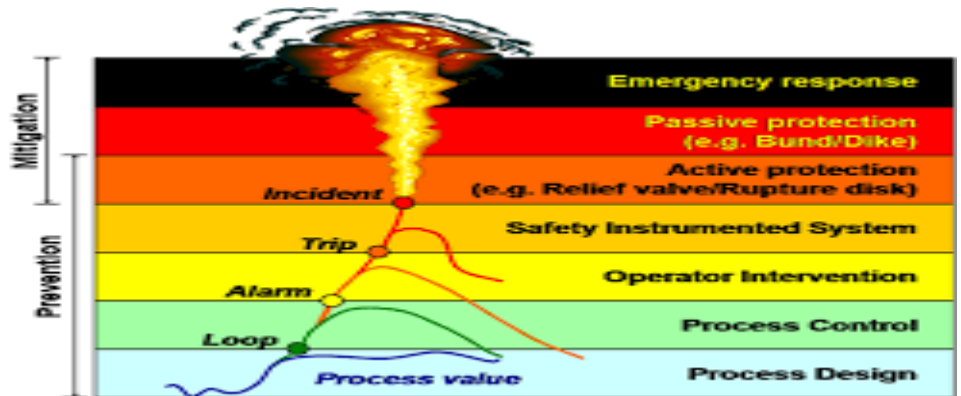 Emergency response
Passive protection
(e.g. Bund/Dike)
Active protection
(e.g. Relief valve/Rupture disk)
Incident
Safety Instrumented System
Trip
Operator Intervention
Alarm
Process Control
Loop
Process Design
Process value
Mitigation
Prevention